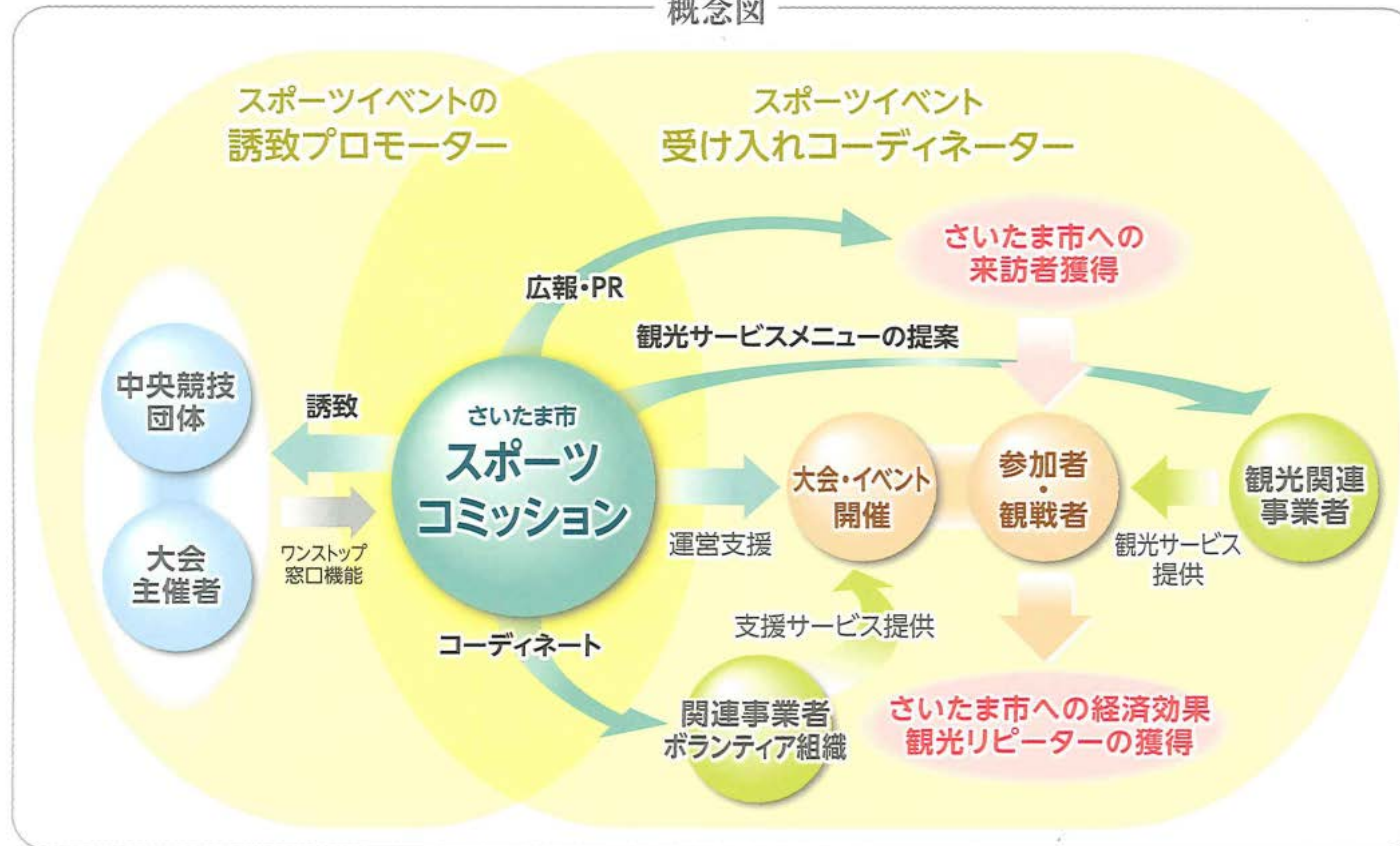 概念図
スポーツイベントの
誘致プロモーター
スポーツイベント
受け入れコーディネーター
さいたま市への
来訪者獲得
広報・PR
観光サービスメニューの提案
中央競技
団体
誘致
さいたま市
スポーツ
コミッション
大会・イベント
開催
参加者
・
観戦者
観光関連
事業者
大会
主催者
ワンストップ
窓口機能
運営支援
観光サービス
提供
支援サービス提供
コーディネート
関連事業者
ボランティア組織
さいたま市への経済効果
観光リピーターの獲得